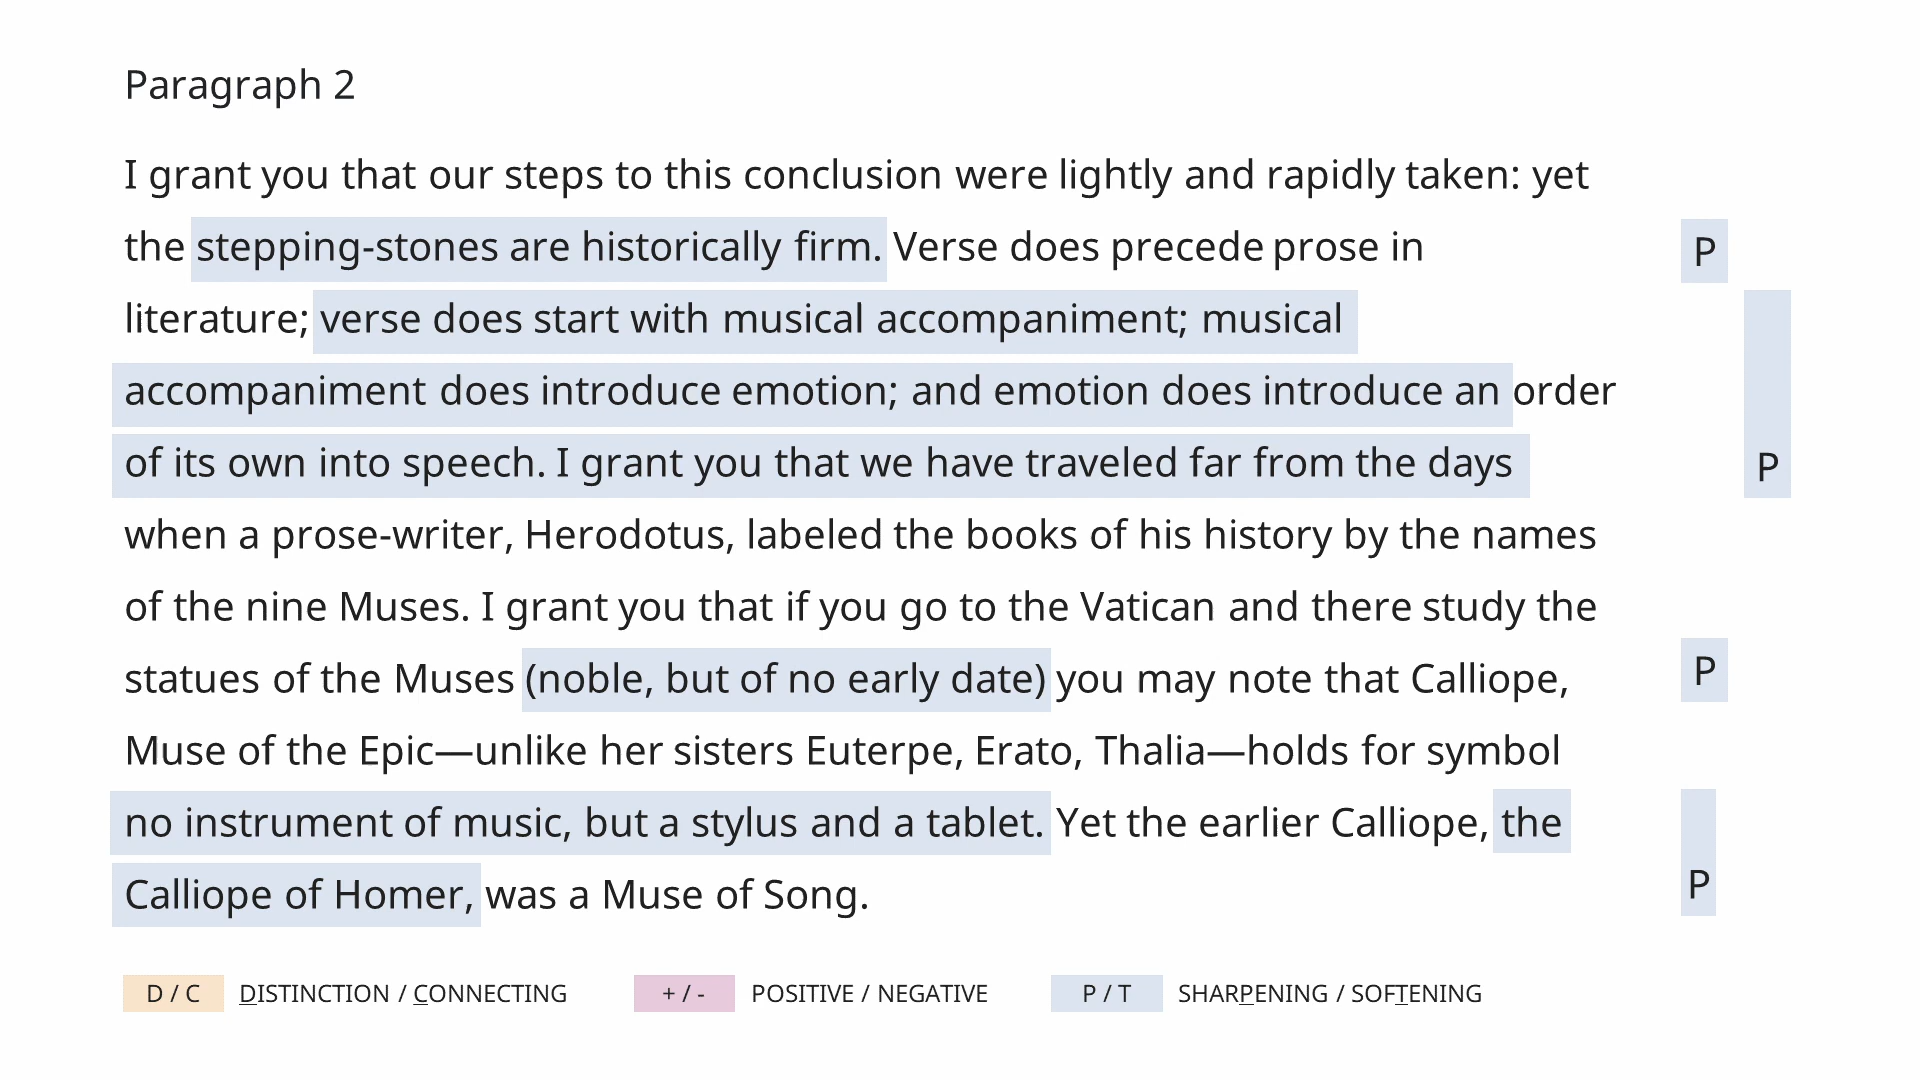 Paragraph 2
I grant you that our steps to this conclusion were lightly and rapidly taken: yet
the stepping-stones are historically firm. Verse does precede prose in
P
literature; verse does start with musical accompaniment; musical
accompaniment does introduce emotion; and emotion does introduce an order
of its own into speech. I grant you that we have traveled far from the days
P
when a prose-writer, Herodotus, labeled the books of his history by the names
of the nine Muses. I grant you that if you go to the Vatican and there study the
statues of the Muses (noble, but of no early date) you may note that Calliope,
P
Muse of the Epic—unlike her sisters Euterpe, Erato, Thalia—holds for symbol
no instrument of music, but a stylus and a tablet. Yet the earlier Calliope, the
Calliope of Homer, was a Muse of Song.
P
D / C DISTINCTION / CONNECTING + / - POSITIVE / NEGATIVE P / T SHARPENING / SOFTENING